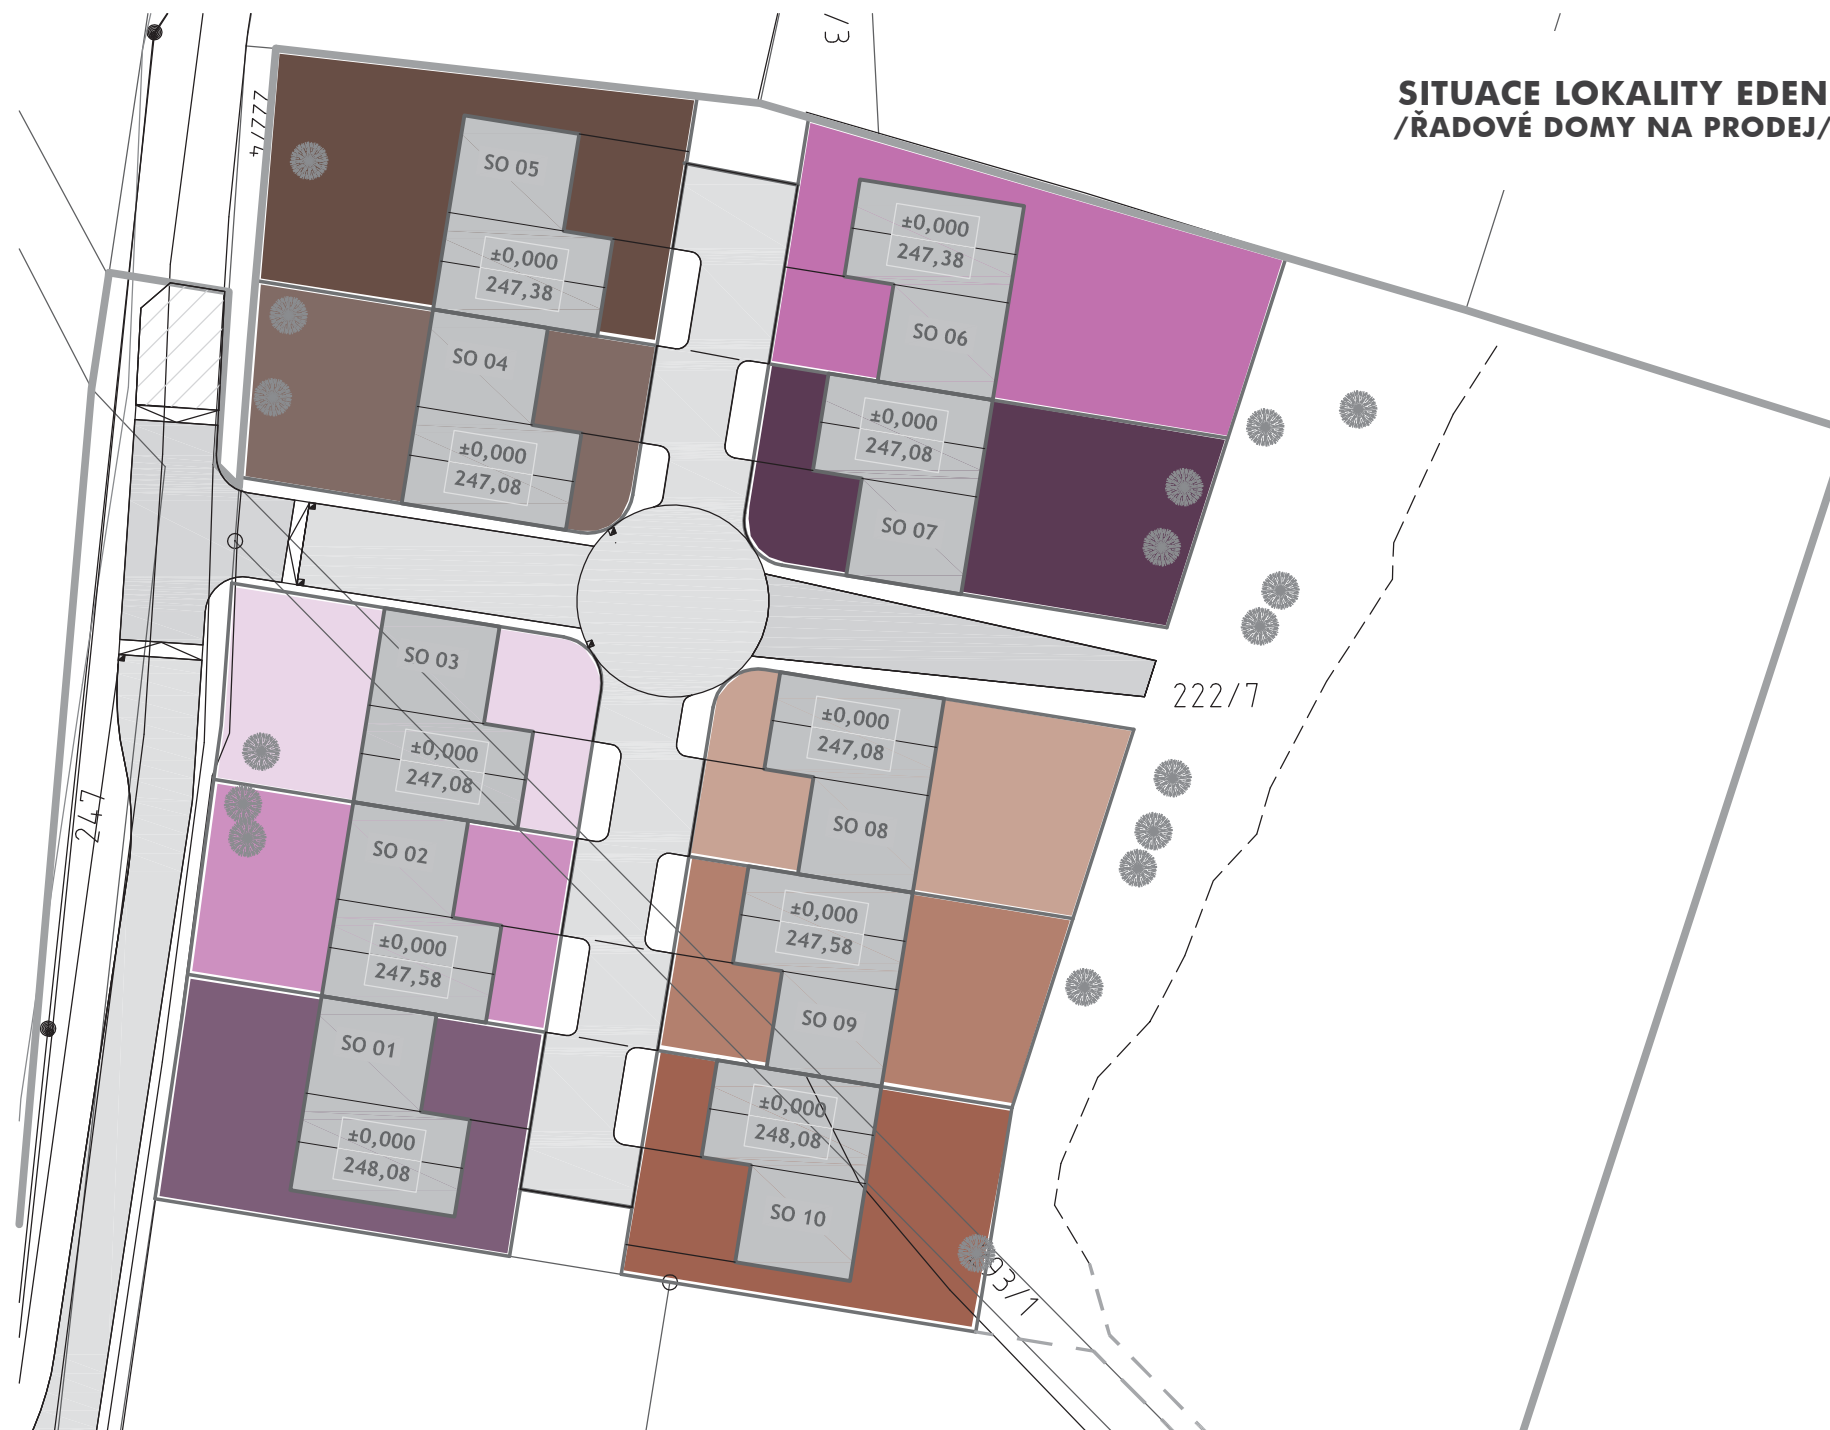 /3
SITUACE LOKALITY EDEN
/ŘADOVÉ DOMY NA PRODEJ/
227/4
SO 05
±0,000
247,38
SO 04
±0,000
247,08
±0,000
247,38
SO 06
±0,000
247,08
SO 07
222/7
SO 03
±0,000
247,08
SO 02
±0,000
247,58
SO 01
±0,000
248,08
±0,000
247,08
SO 08
±0,000
247,58
SO 09
±0,000
248,08
SO 10
247
93/1